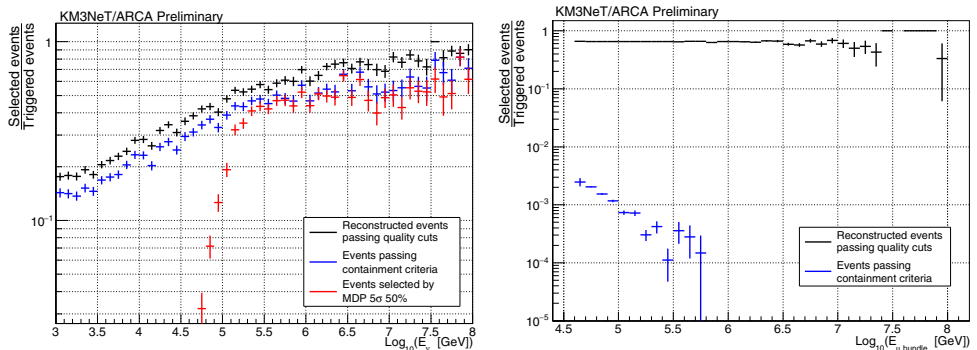 KM3NeT/ARCA Preliminary
Selected events
Triggered events
1
10⁻¹
Reconstructed events
passing quality cuts
Events passing
containment criteria
Events selected by
MDP 5σ 50%
3 3.5 4 4.5 5 5.5 6 6.5 7 7.5 8
Log₁₀(E [GeV])
KM3NeT/ARCA Preliminary
Selected events
Triggered events
1
10⁻¹
10⁻²
10⁻³
10⁻⁴
10⁻⁵
Reconstructed events
passing quality cuts
Events passing
containment criteria
4.5 5 5.5 6 6.5 7 7.5 8
Log₁₀(E bundle [GeV])